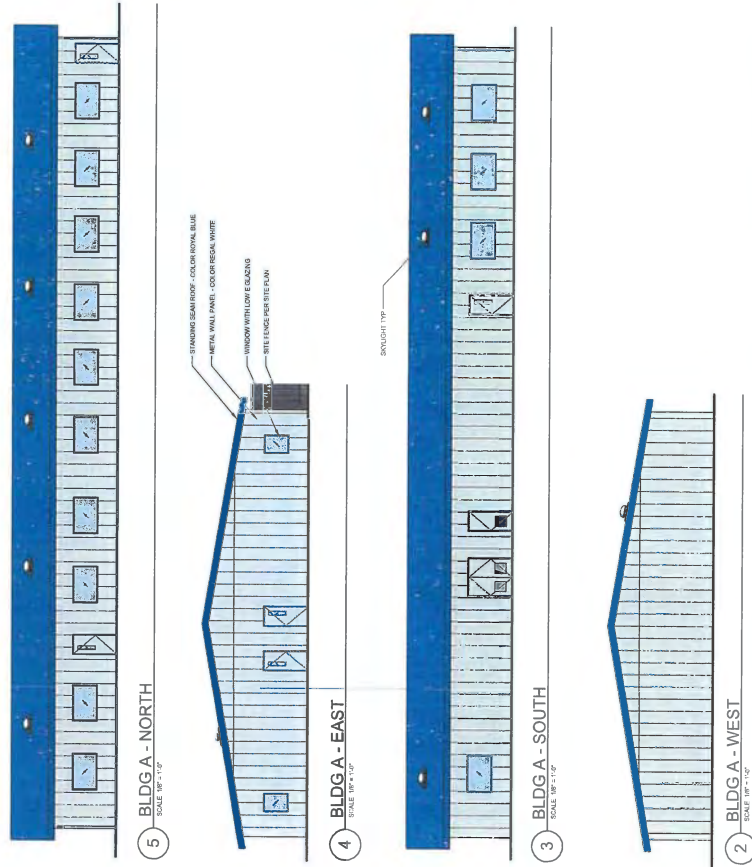 5
BLDG A - NORTH
SCALE 1/8" = 1'-0"
STANDING SEAM ROOF - COLOR ROYAL BLUE
METAL WALL PANEL - COLOR REGAL WHITE
WINDOW WITH LOW E GLAZING
SITE FENCE PER SITE PLAN
4
BLDG A - EAST
SCALE 1/8" = 1'-0"
SKYLIGHT TYP
3
BLDG A - SOUTH
SCALE 1/8" = 1'-0"
2
BLDG A - WEST
SCALE 1/8" = 1'-0"